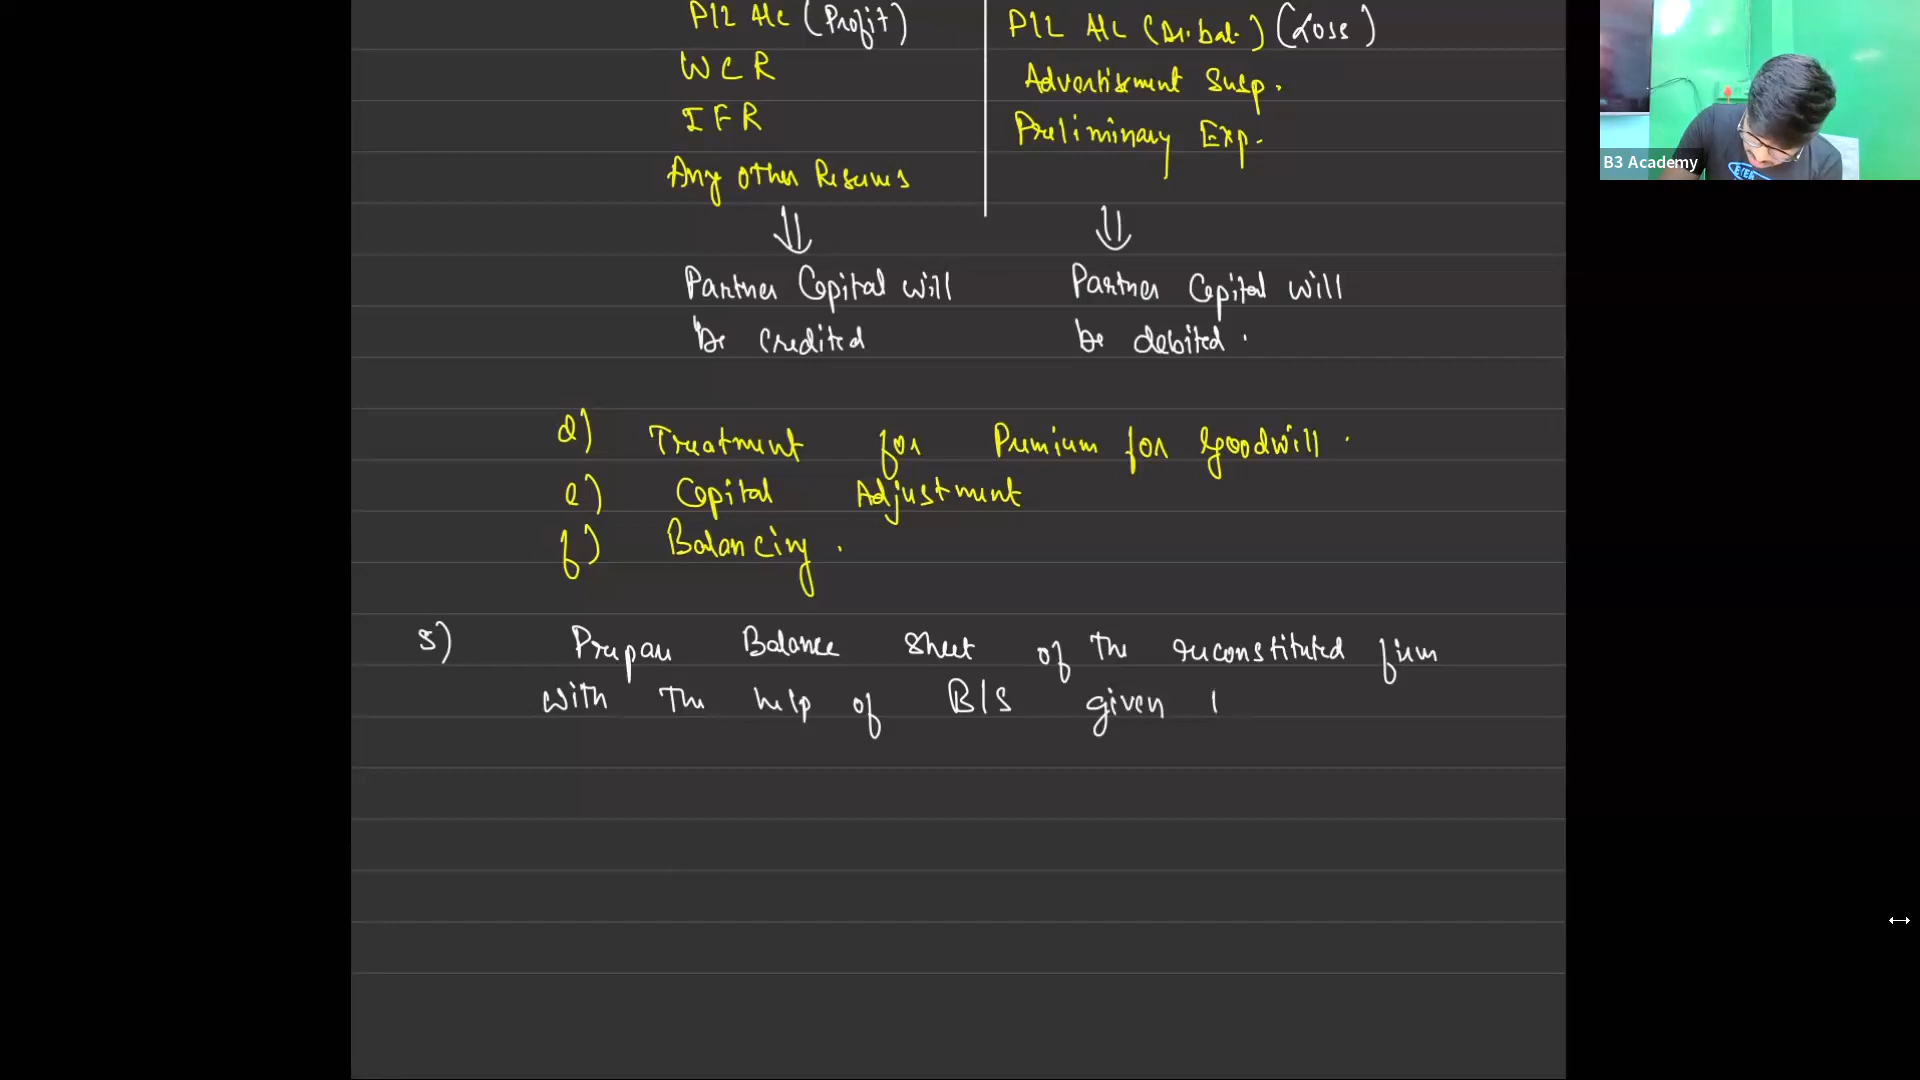 P/L A/c (Profit)
WCR
IFR
Any other Reserves
Partner Capital will
be credited
P/L A/c (Dr. bal.) (Loss)
Advertisment Susp.
Preliminary Exp.
Partner Capital will
be debited.
d) Treatment for Premium for goodwill.
e) Capital Adjustment
f) Balancing.
5) Prepare Balance Sheet of the reconstituted firm
with the help of B/S given
B3 Academy